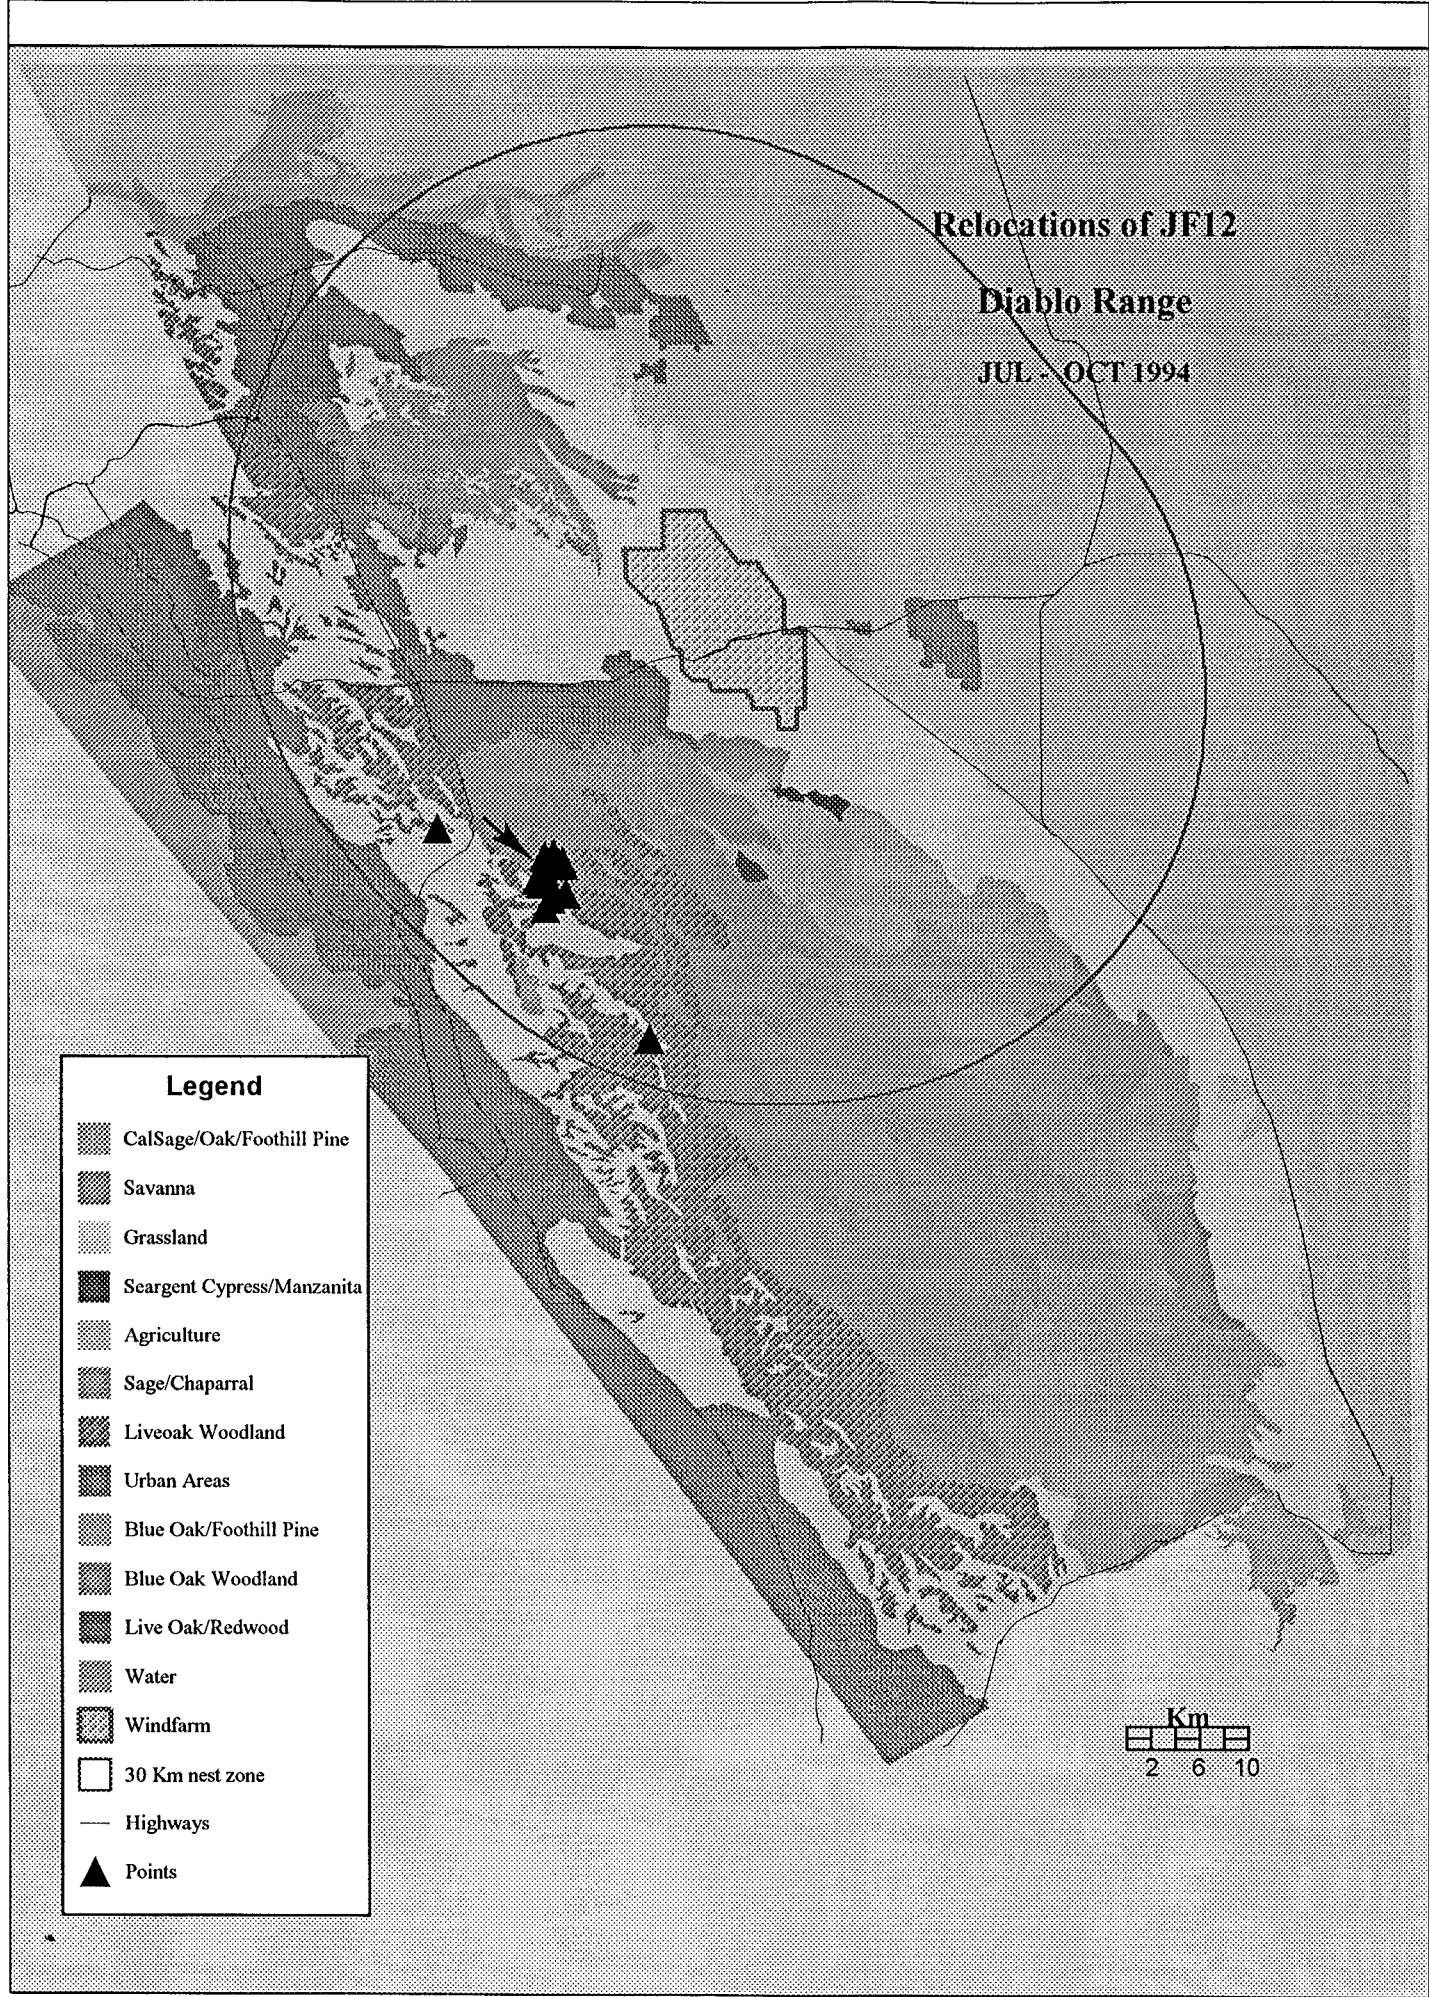 Relocations of JF12
Diablo Range
JUL - OCT 1994
Legend
CalSage/Oak/Foothill Pine
Savanna
Grassland
Seargent Cypress/Manzanita
Agriculture
Sage/Chaparral
Liveoak Woodland
Urban Areas
Blue Oak/Foothill Pine
Blue Oak Woodland
Live Oak/Redwood
Water
Windfarm
30 Km nest zone
Highways
Points
Km
2 6 10